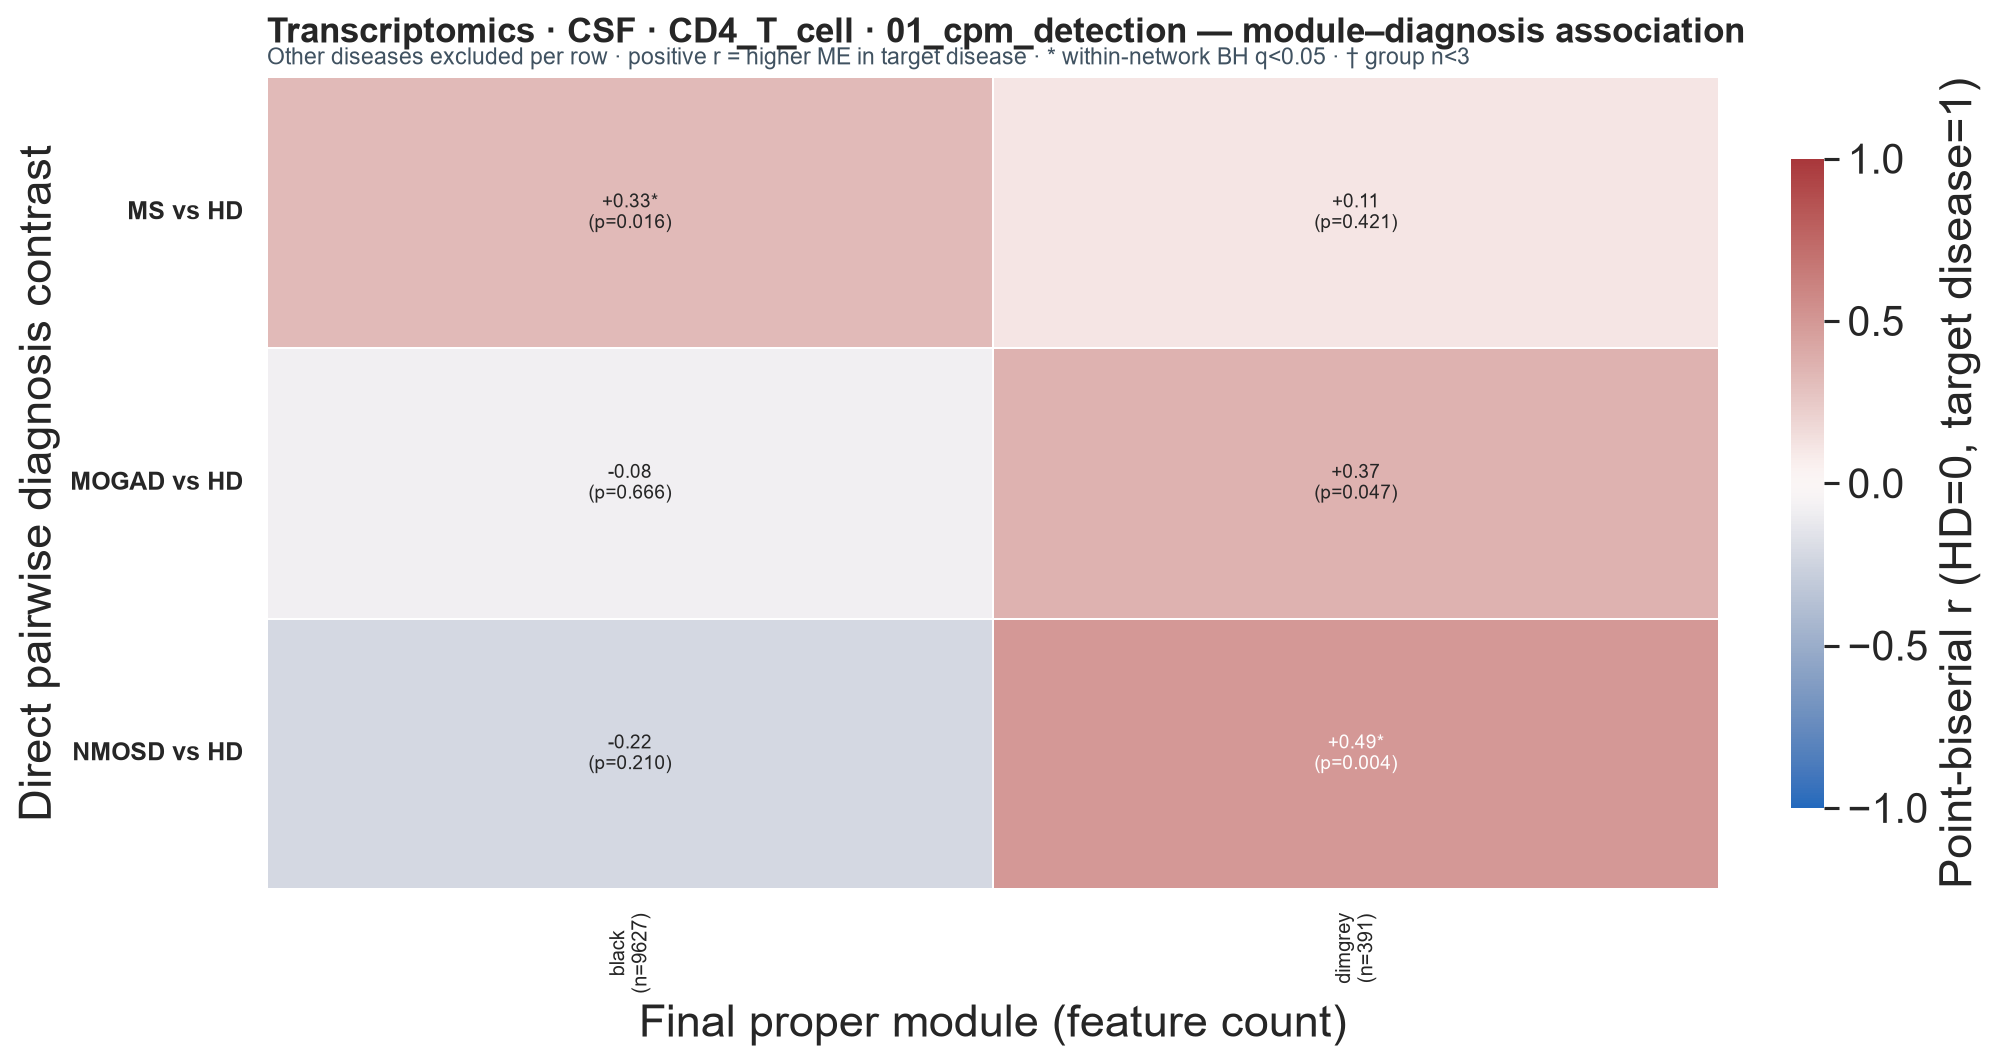 Transcriptomics · CSF · CD4_T_cell · 01_cpm_detection — module–diagnosis association
Other diseases excluded per row · positive r = higher ME in target disease · * within-network BH q<0.05 · † group n<3
Direct pairwise diagnosis contrast
MS vs HD
+0.33*
(p=0.016)
+0.11
(p=0.421)
MOGAD vs HD
-0.08
(p=0.666)
+0.37
(p=0.047)
NMOSD vs HD
-0.22
(p=0.210)
+0.49*
(p=0.004)
black
(n=9627)
dimgrey
(n=391)
Final proper module (feature count)
1.0
0.5
0.0
−0.5
−1.0
Point-biserial r (HD=0, target disease=1)